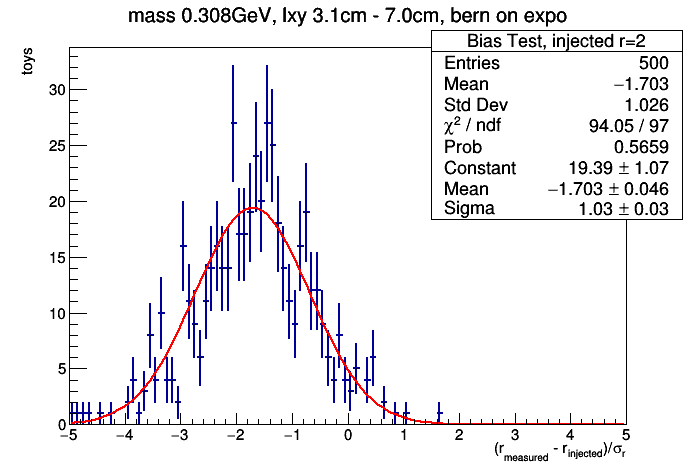 mass 0.308GeV, lxy 3.1cm - 7.0cm, bern on expo
toys
Bias Test, injected r=2
Entries 500
Mean −1.703
Std Dev 1.026
χ² / ndf 94.05 / 97
Prob 0.5659
Constant 19.39 ± 1.07
Mean −1.703 ± 0.046
Sigma 1.03 ± 0.03
30
25
20
15
10
5
0
−5 −4 −3 −2 −1 0 1 2 3 4 5
(r_measured - r_injected)/σ_r